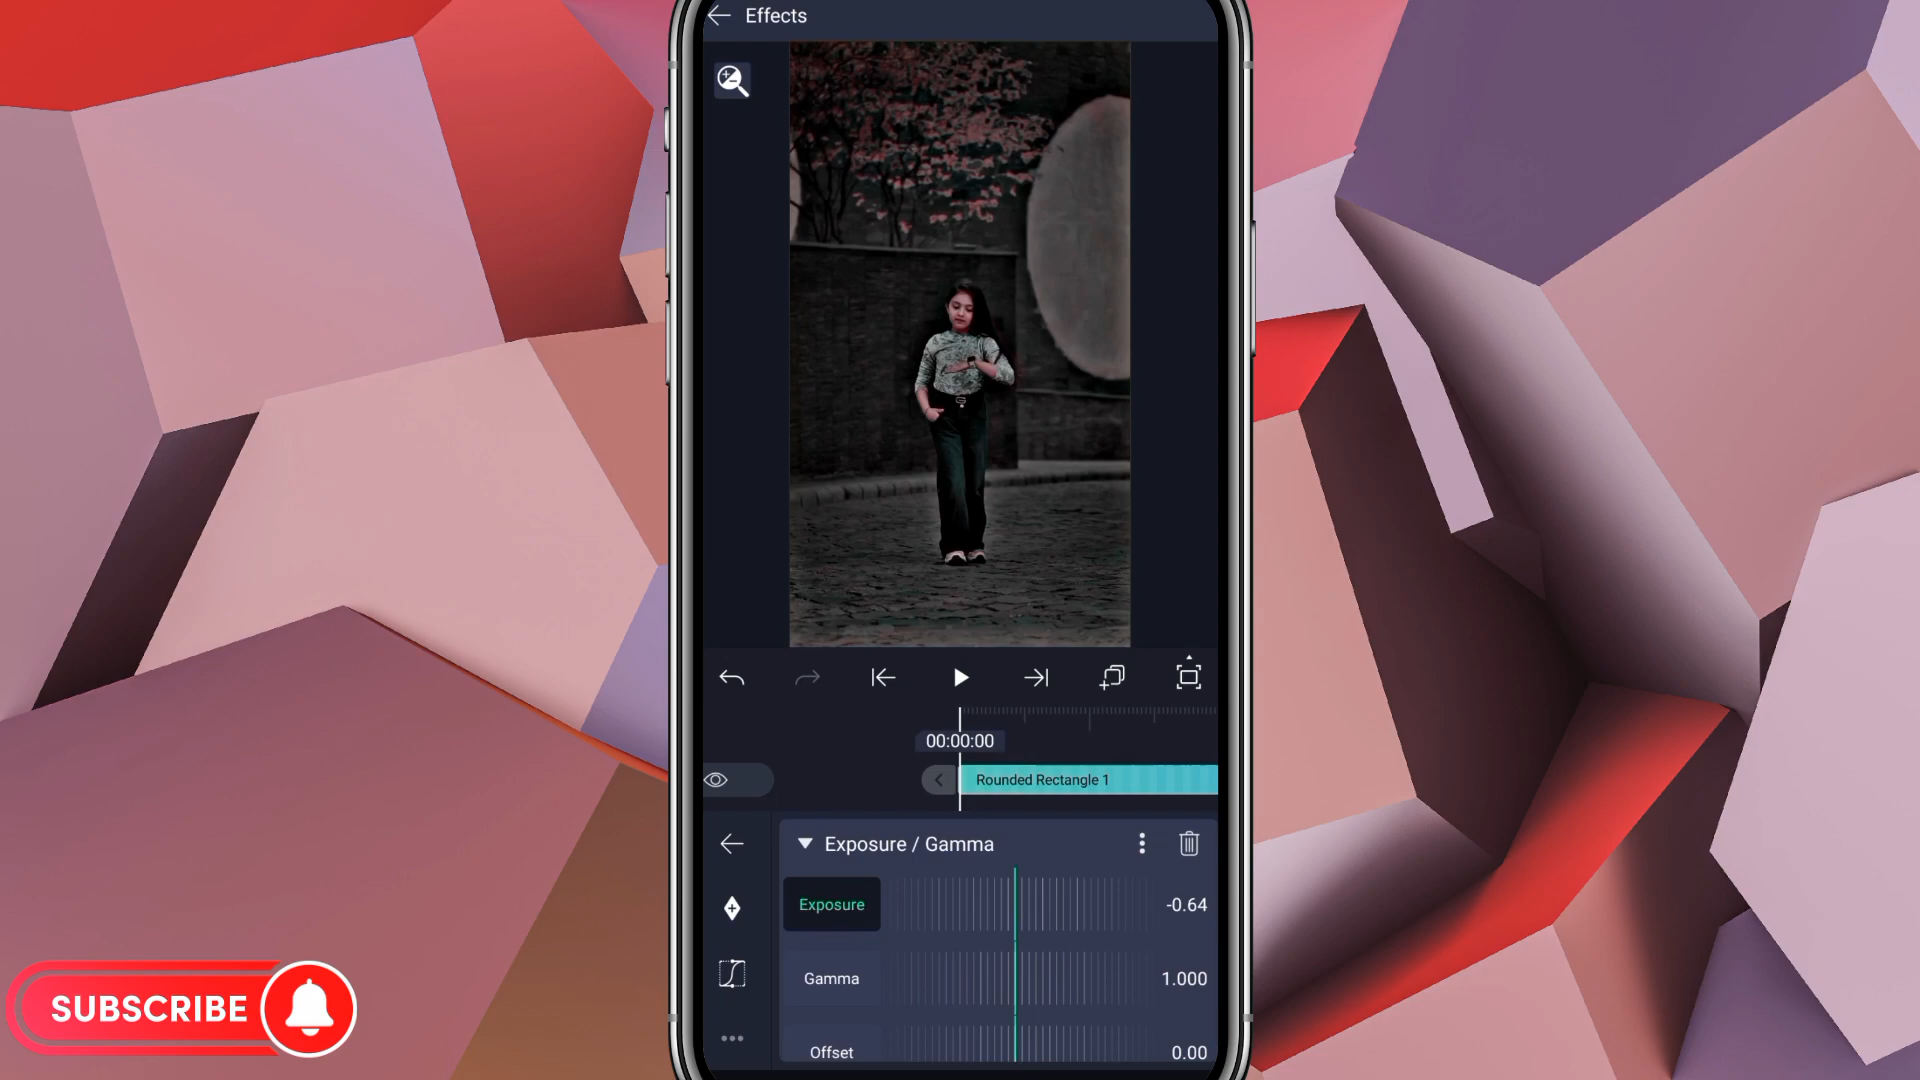 Effects
00:00:00
Rounded Rectangle 1
Exposure / Gamma
Exposure -0.64
Gamma 1.000
Offset 0.00
SUBSCRIBE